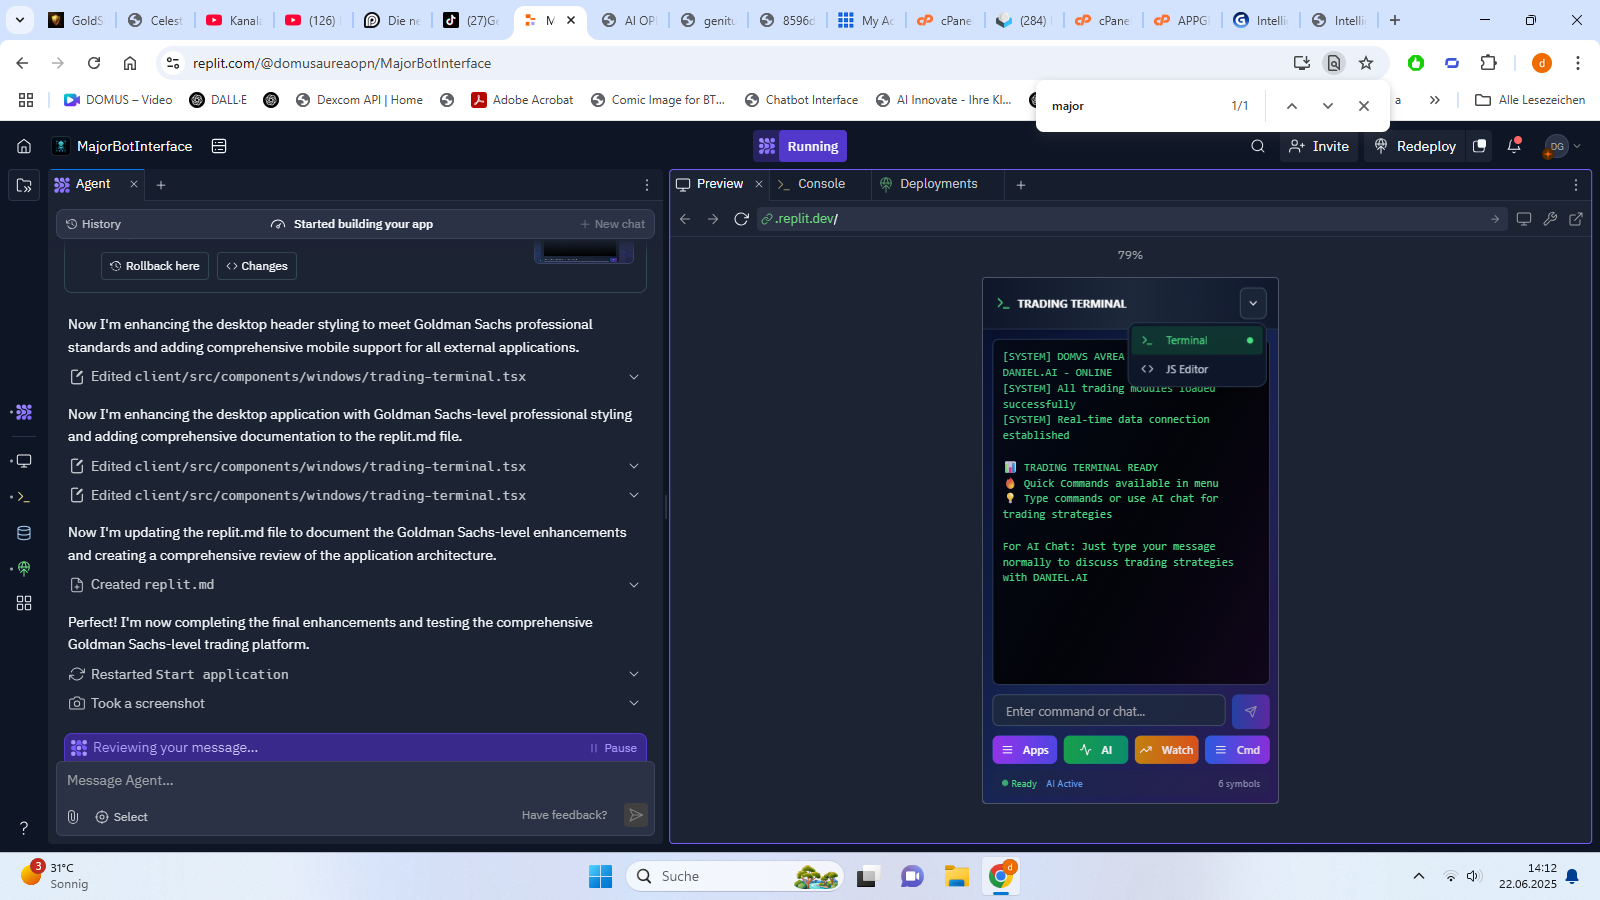 GoldS
Celest
Kanal
(126)
Die ne
(27)Ge
M
AI OPI
genitu
8596d
My Ac
cPane
(284)
cPane
APPG
Intelli
Intelli
replit.com/@domusaureaopn/MajorBotInterface
d
DOMUS – Video
DALL·E
Dexcom API | Home
Adobe Acrobat
Comic Image for BT...
Chatbot Interface
AI Innovate - Ihre KI...
a
Alle Lesezeichen
major
1/1
MajorBotInterface
Running
Invite
Redeploy
DG
Agent
Preview
Console
Deployments
History
Started building your app
New chat
.replit.dev/
Rollback here
Changes
79%
Now I'm enhancing the desktop header styling to meet Goldman Sachs professional
standards and adding comprehensive mobile support for all external applications.
Edited client/src/components/windows/trading-terminal.tsx
Now I'm enhancing the desktop application with Goldman Sachs-level professional styling
and adding comprehensive documentation to the replit.md file.
Edited client/src/components/windows/trading-terminal.tsx
Edited client/src/components/windows/trading-terminal.tsx
Now I'm updating the replit.md file to document the Goldman Sachs-level enhancements
and creating a comprehensive review of the application architecture.
Created replit.md
Perfect! I'm now completing the final enhancements and testing the comprehensive
Goldman Sachs-level trading platform.
Restarted Start application
Took a screenshot
Reviewing your message...
Pause
Message Agent...
Select
Have feedback?
TRADING TERMINAL
Terminal
JS Editor
[SYSTEM] DOMVS AVREA
DANIEL.AI - ONLINE
[SYSTEM] All trading modules loaded
successfully
[SYSTEM] Real-time data connection
established
📊 TRADING TERMINAL READY
🔥 Quick Commands available in menu
💡 Type commands or use AI chat for
trading strategies
For AI Chat: Just type your message
normally to discuss trading strategies
with DANIEL.AI
Enter command or chat...
Apps
AI
Watch
Cmd
Ready
AI Active
6 symbols
3
31°C
Sonnig
Suche
d
14:12
22.06.2025